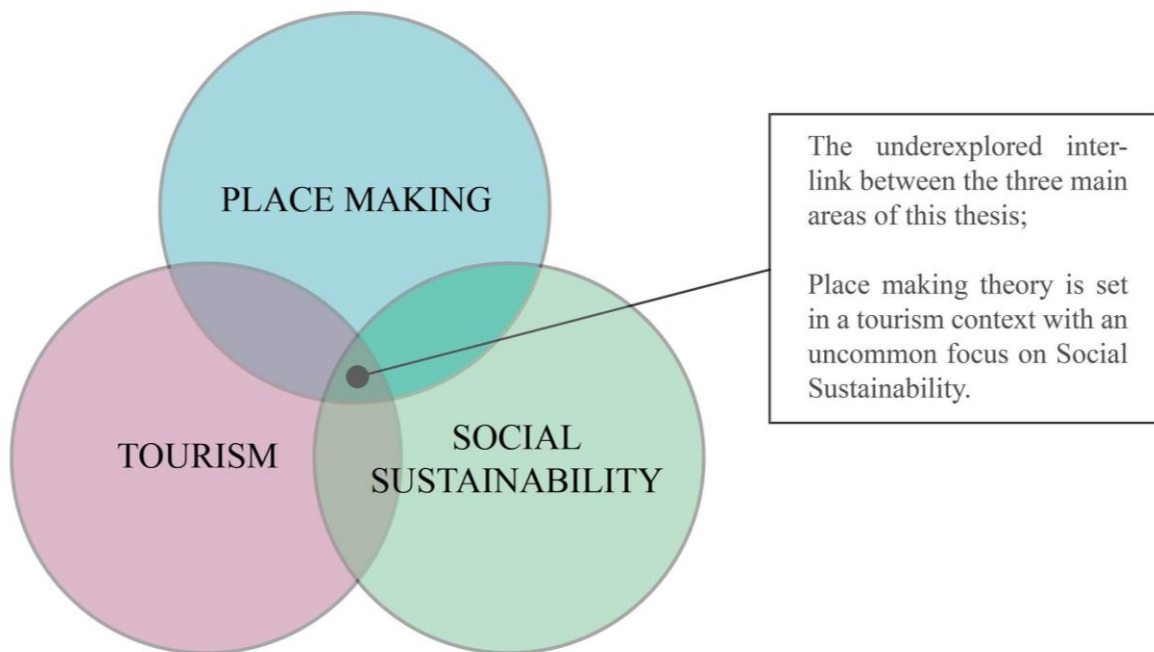 PLACE MAKING
TOURISM
SOCIAL
SUSTAINABILITY
The underexplored inter-
link between the three main
areas of this thesis;
Place making theory is set
in a tourism context with an
uncommon focus on Social
Sustainability.